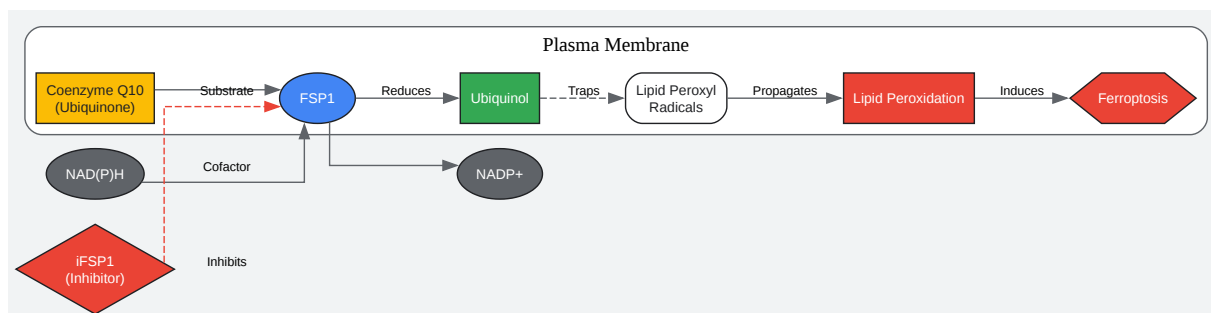 Plasma Membrane
Coenzyme Q10
(Ubiquinone)
Substrate
FSP1
Reduces
Ubiquinol
Traps
Lipid Peroxyl
Radicals
Propagates
Lipid Peroxidation
Induces
Ferroptosis
NAD(P)H
Cofactor
NADP+
iFSP1
(Inhibitor)
Inhibits